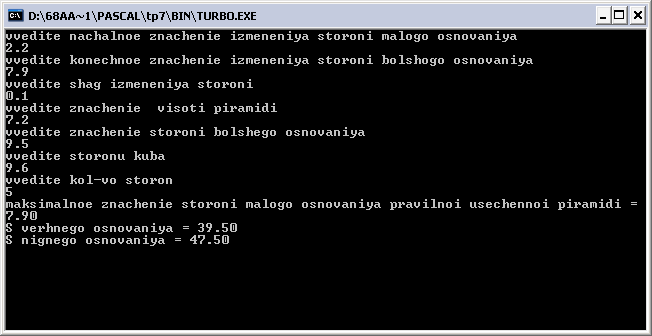 D:\68AA~1\PASCAL\tp7\BIN\TURBO.EXE
vvedite nachalnoe znachenie izmeneniya storoni malogo osnovaniya
2.2
vvedite konechnoe znachenie izmeneniya storoni bolshogo osnovaniya
7.9
vvedite shag izmeneniya storoni
0.1
vvedite znachenie  visoti piramidi
7.2
vvedite znachenie storoni bolshego osnovaniya
9.5
vvedite storonu kuba
9.6
vvedite kol-vo storon
5
maksimalnoe znachenie storoni malogo osnovaniya pravilnoi usechennoi piramidi =
7.90
S verhnego osnovaniya = 39.50
S nignego osnovaniya = 47.50